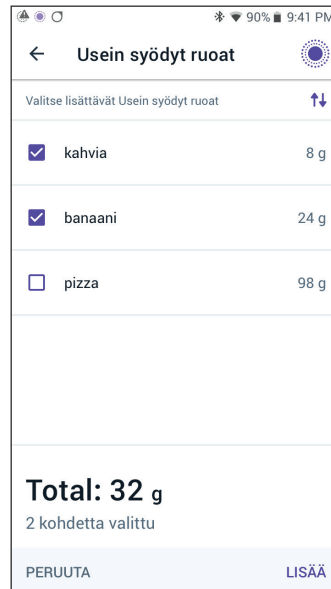 90% 9:41 PM
Usein syödyt ruoat
Valitse lisättävät Usein syödyt ruoat
kahvia 8 g
banaani 24 g
pizza 98 g
Total: 32 g
2 kohdetta valittu
PERUUTA LISÄÄ